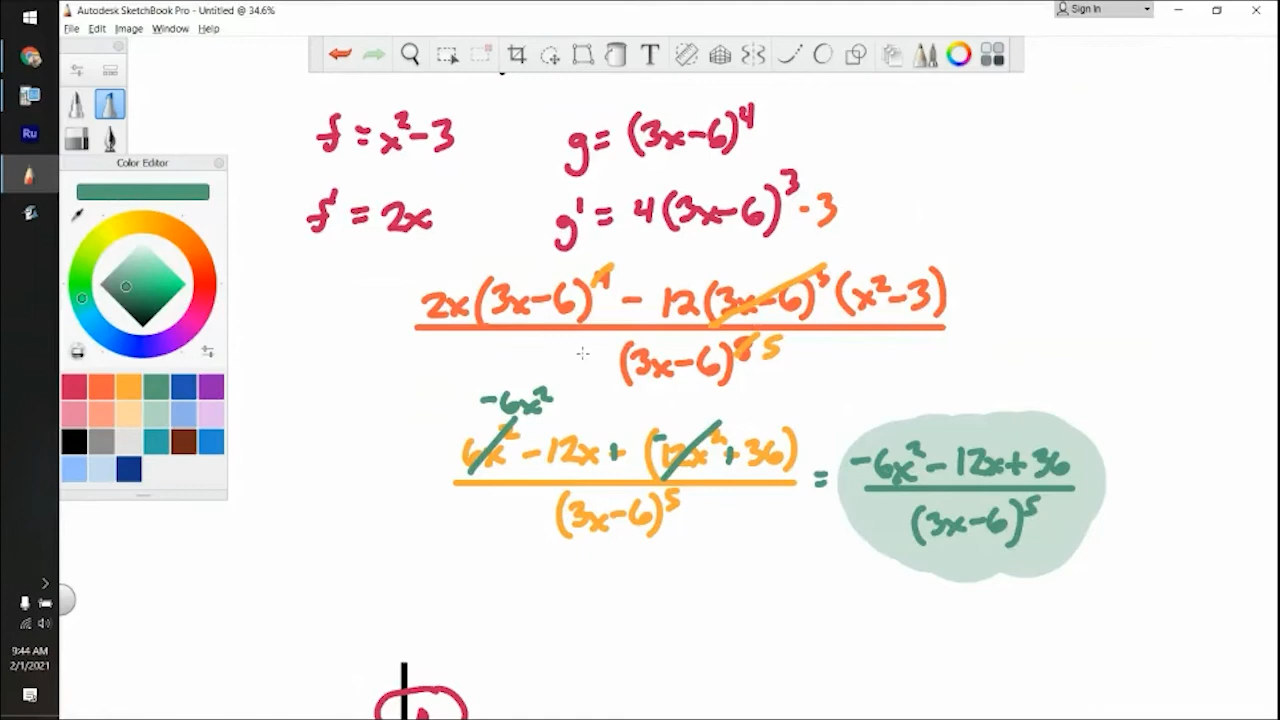 Autodesk SketchBook Pro - Untitled @ 34.6%
Sign In
File Edit Image Window Help
T
f = x² - 3
g = (3x-6)⁴
f' = 2x
g' = 4(3x-6)³ · 3
Color Editor
Ru
2x(3x-6)⁴ - 12(3x-6)³(x²-3)
(3x-6)⁸ 5
-6x²
6x² - 12x + (-12x² + 36)
(3x-6)⁵
=
-6x² - 12x + 36
(3x-6)⁵
9:44 AM
2/1/2021